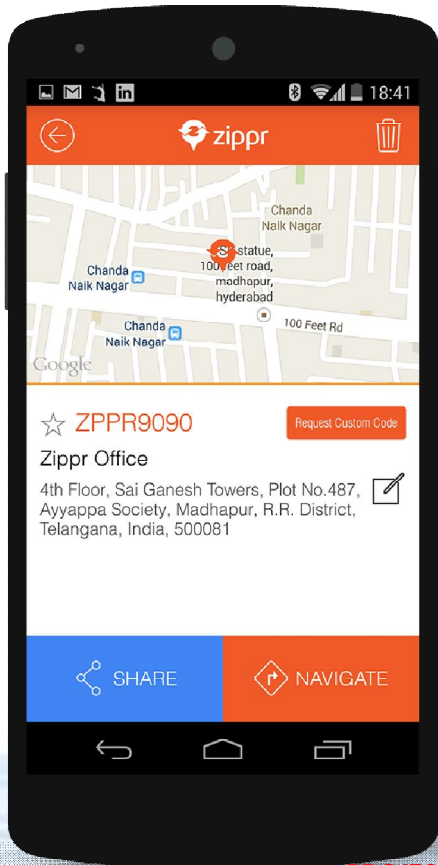 18:41
zippr
Chanda
Naik Nagar
statue,
100 feet road,
madhapur,
hyderabad
Chanda
Naik Nagar
Chanda
Naik Nagar
100 Feet Rd
Google
ZPPR9090
Request Custom Code
Zippr Office
4th Floor, Sai Ganesh Towers, Plot No.487,
Ayyappa Society, Madhapur, R.R. District,
Telangana, India, 500081
SHARE
NAVIGATE